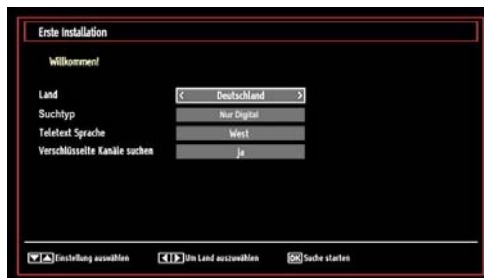 Erste Installation
Willkommen!
Land < Deutschland >
Suchtyp Nur Digital
Teletext Sprache West
Verschlüsselte Kanäle suchen Ja
Einstellung auswählen Um Land auszuwählen OK Suche starten